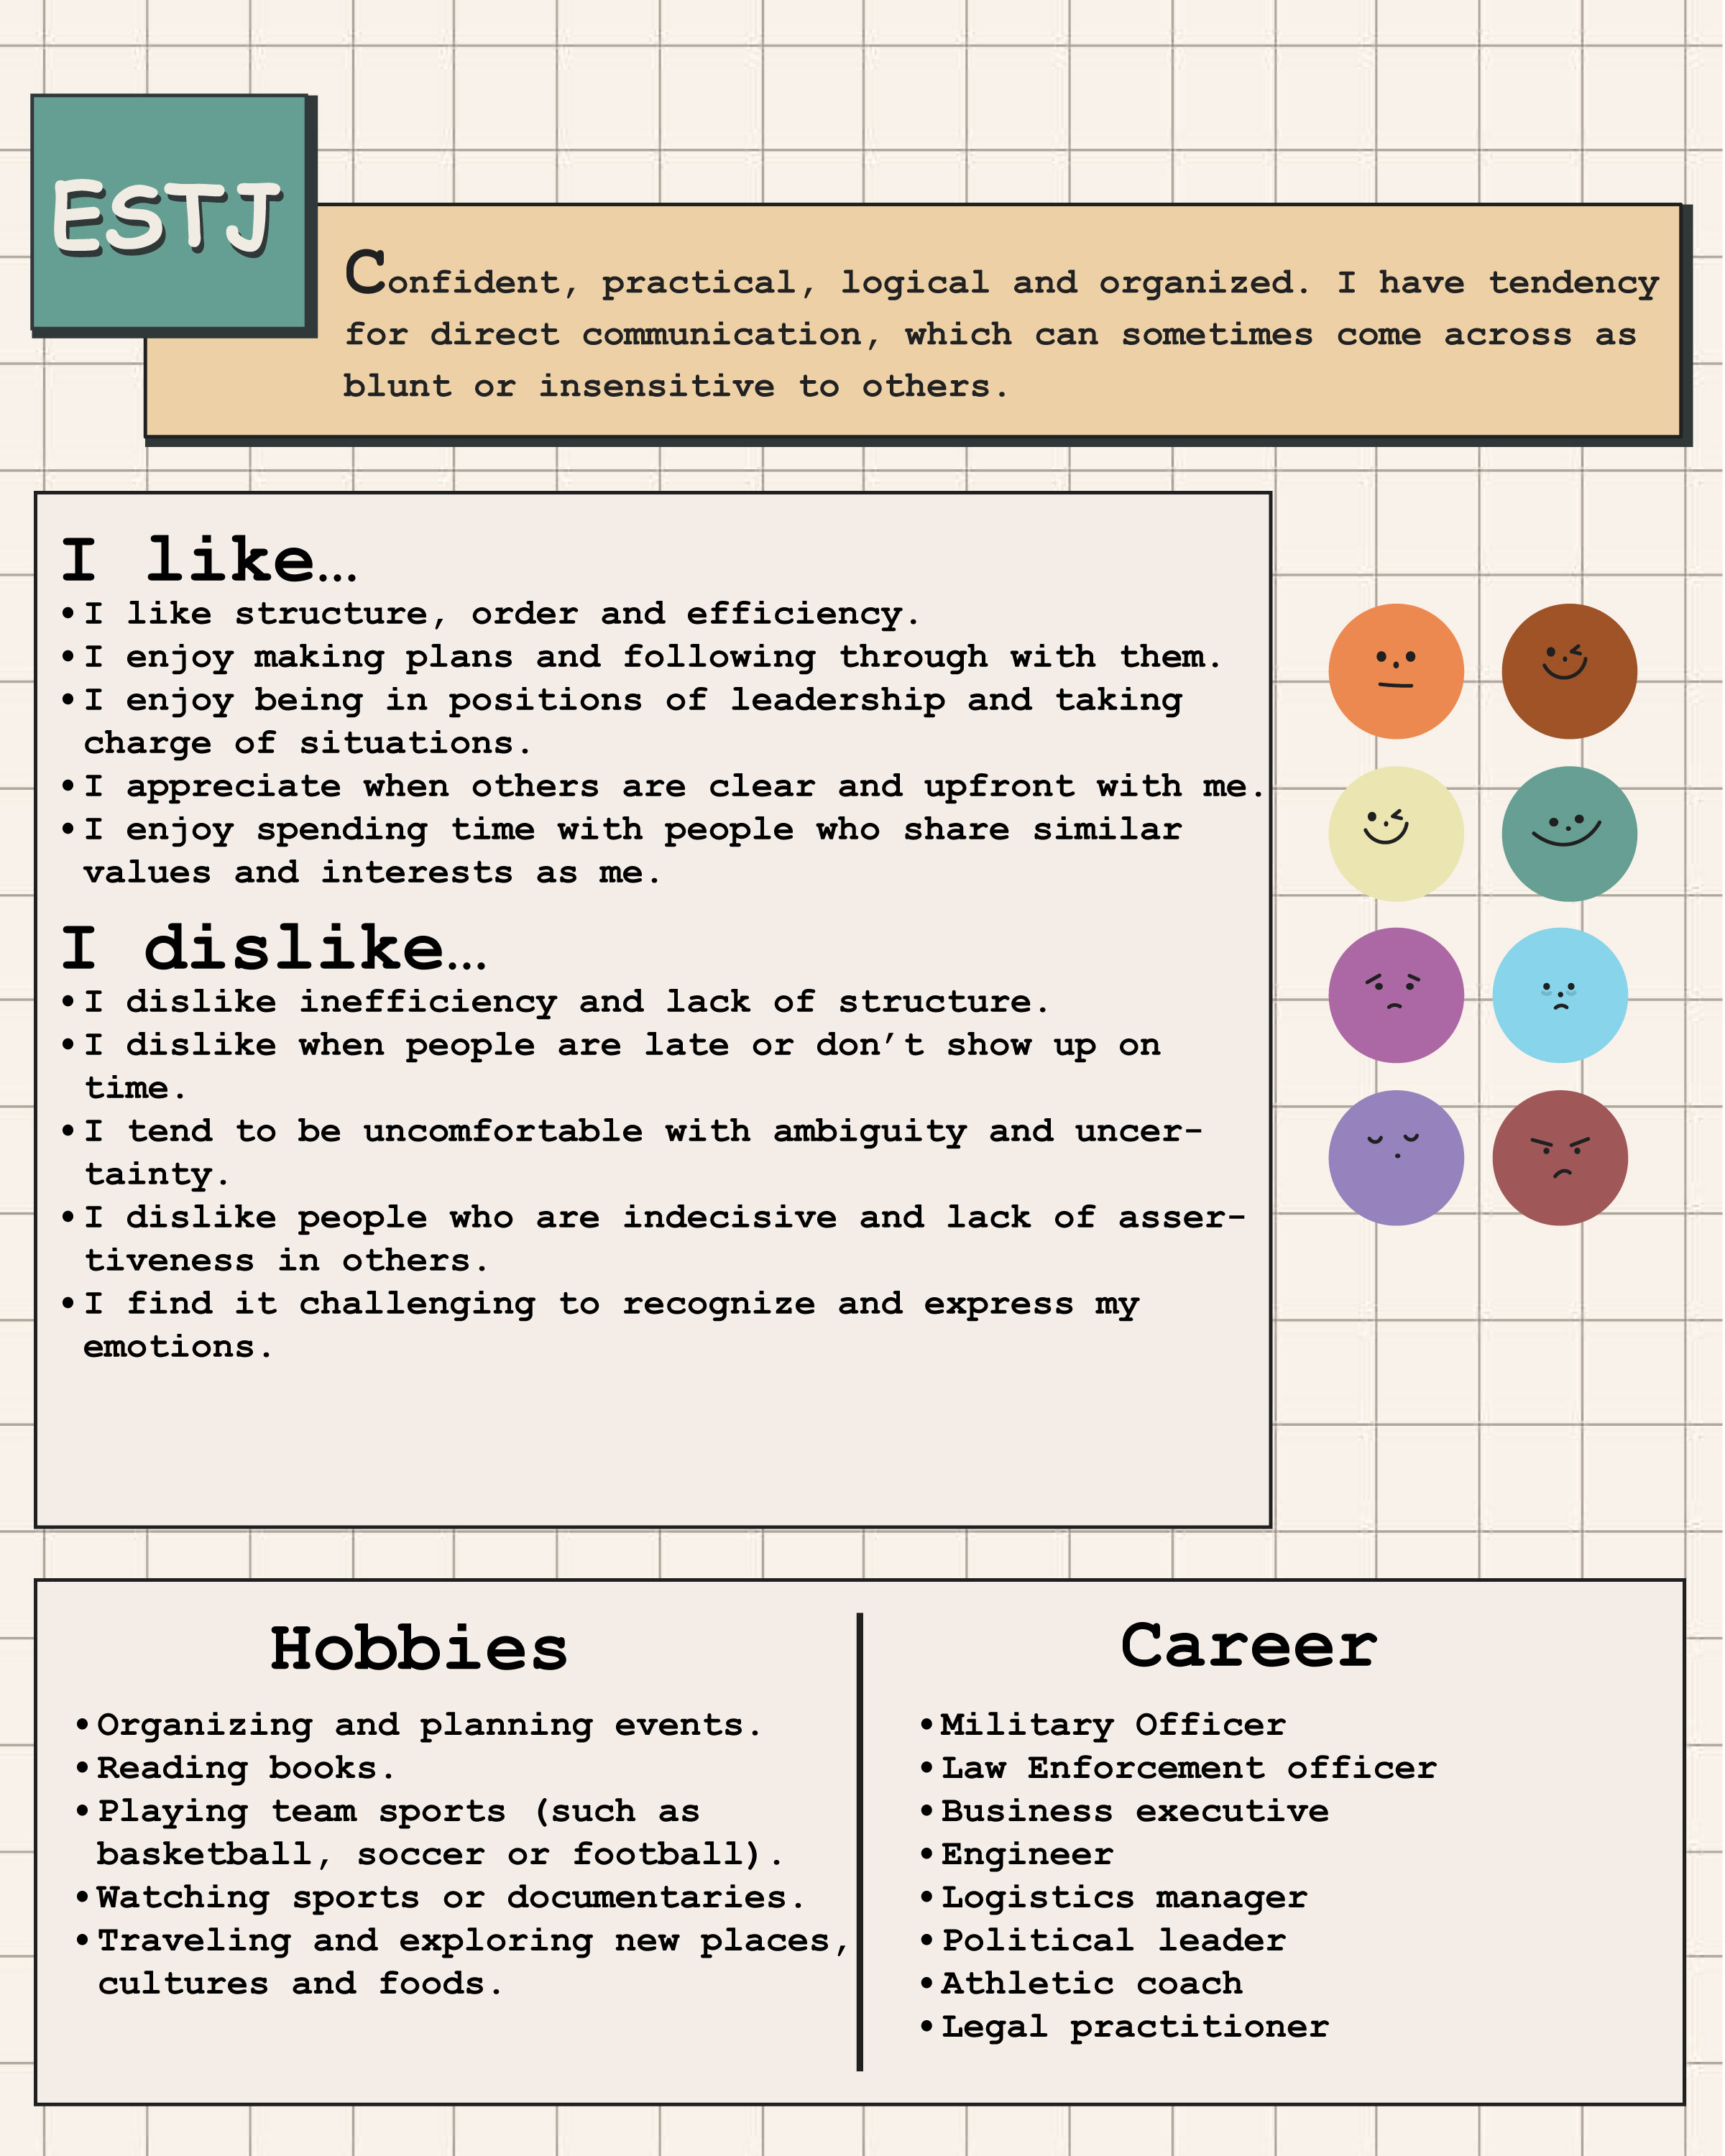 ESTJ
Confident, practical, logical and organized. I have tendency
for direct communication, which can sometimes come across as
blunt or insensitive to others.
I like...
•I like structure, order and efficiency.
•I enjoy making plans and following through with them.
•I enjoy being in positions of leadership and taking
charge of situations.
•I appreciate when others are clear and upfront with me.
•I enjoy spending time with people who share similar
values and interests as me.
I dislike...
•I dislike inefficiency and lack of structure.
•I dislike when people are late or don’t show up on
time.
•I tend to be uncomfortable with ambiguity and uncer-
tainty.
•I dislike people who are indecisive and lack of asser-
tiveness in others.
•I find it challenging to recognize and express my
emotions.
Hobbies
•Organizing and planning events.
•Reading books.
•Playing team sports (such as
basketball, soccer or football).
•Watching sports or documentaries.
•Traveling and exploring new places,
cultures and foods.
Career
•Military Officer
•Law Enforcement officer
•Business executive
•Engineer
•Logistics manager
•Political leader
•Athletic coach
•Legal practitioner